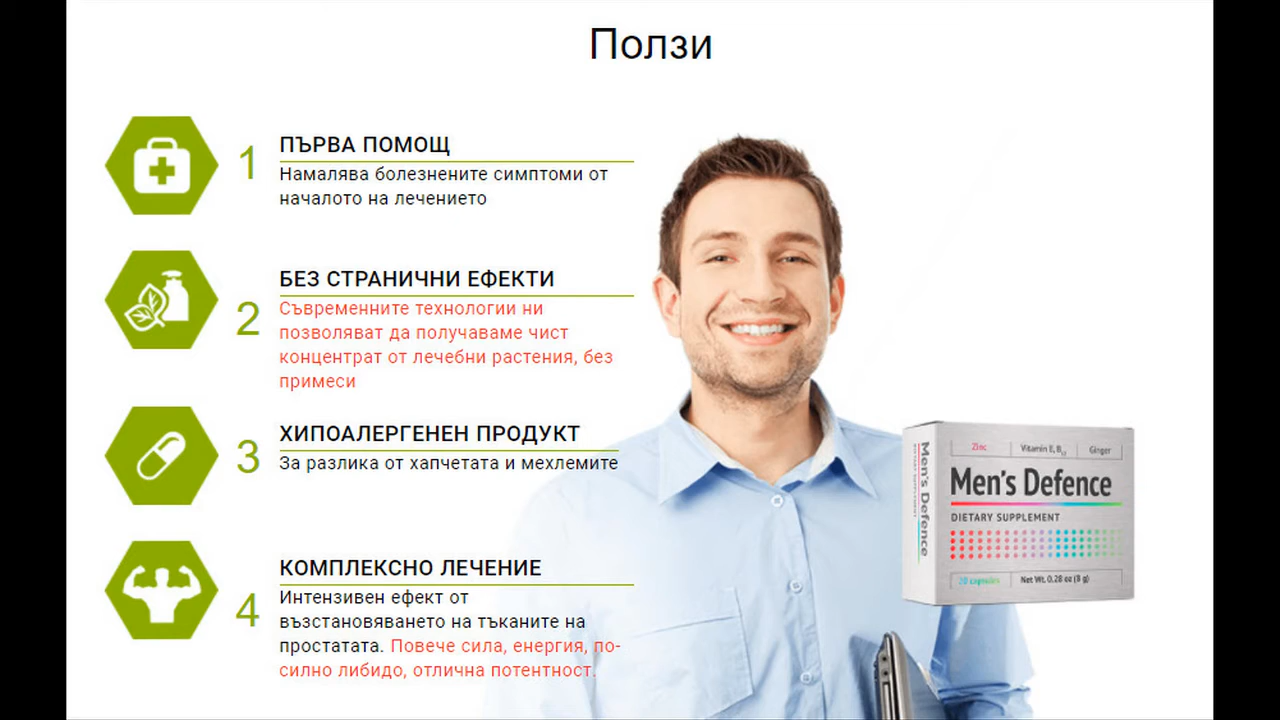 Ползи
1
ПЪРВА ПОМОЩ
Намалява болезнените симптоми от
началото на лечението
2
БЕЗ СТРАНИЧНИ ЕФЕКТИ
Съвременните технологии ни
позволяват да получаваме чист
концентрат от лечебни растения, без
примеси
3
ХИПОАЛЕРГЕНЕН ПРОДУКТ
За разлика от хапчетата и мехлемите
4
КОМПЛЕКСНО ЛЕЧЕНИЕ
Интензивен ефект от
възстановяването на тъканите на
простатата. Повече сила, енергия, по-
силно либидо, отлична потентност.
Men's Defence
Zinc
Vitamin E, B
Ginger
Men's Defence
DIETARY SUPPLEMENT
20 capsules
Net Wt. 0.28 oz (8 g)